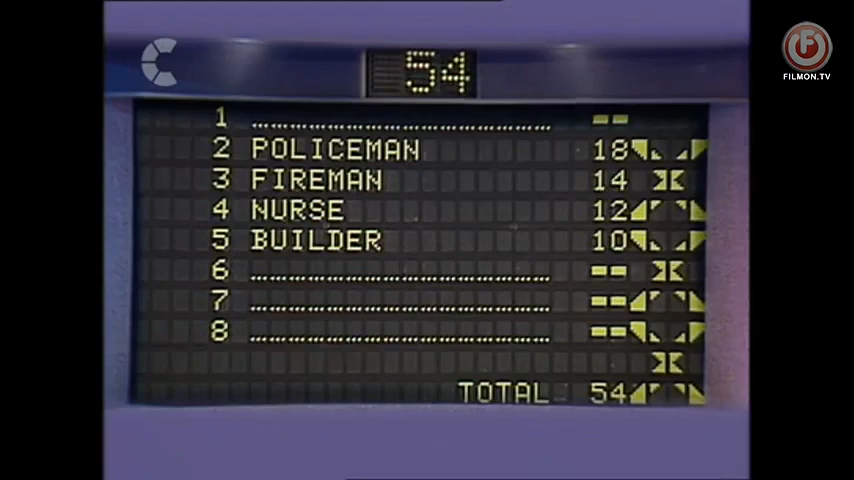 54
FILMON.TV
1 ........................................ --
2 POLICEMAN 18
3 FIREMAN 14
4 NURSE 12
5 BUILDER 10
6 ........................................ --
7 ........................................ --
8 ........................................ --
TOTAL 54